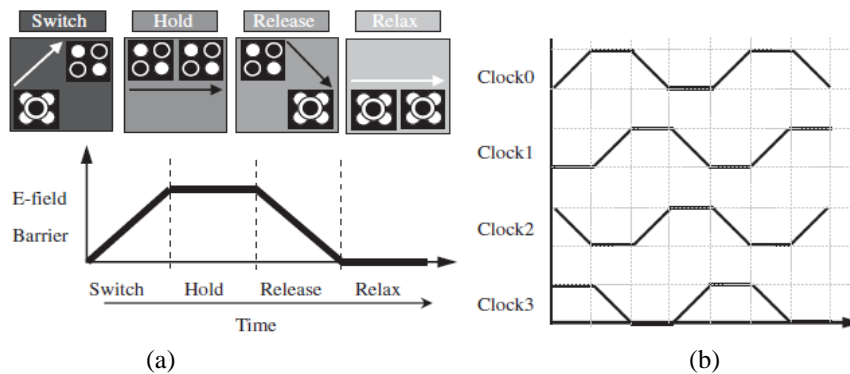 Switch Hold Release Relax
E-field
Barrier
Switch Hold Release Relax
Time
(a)
Clock0
Clock1
Clock2
Clock3
(b)